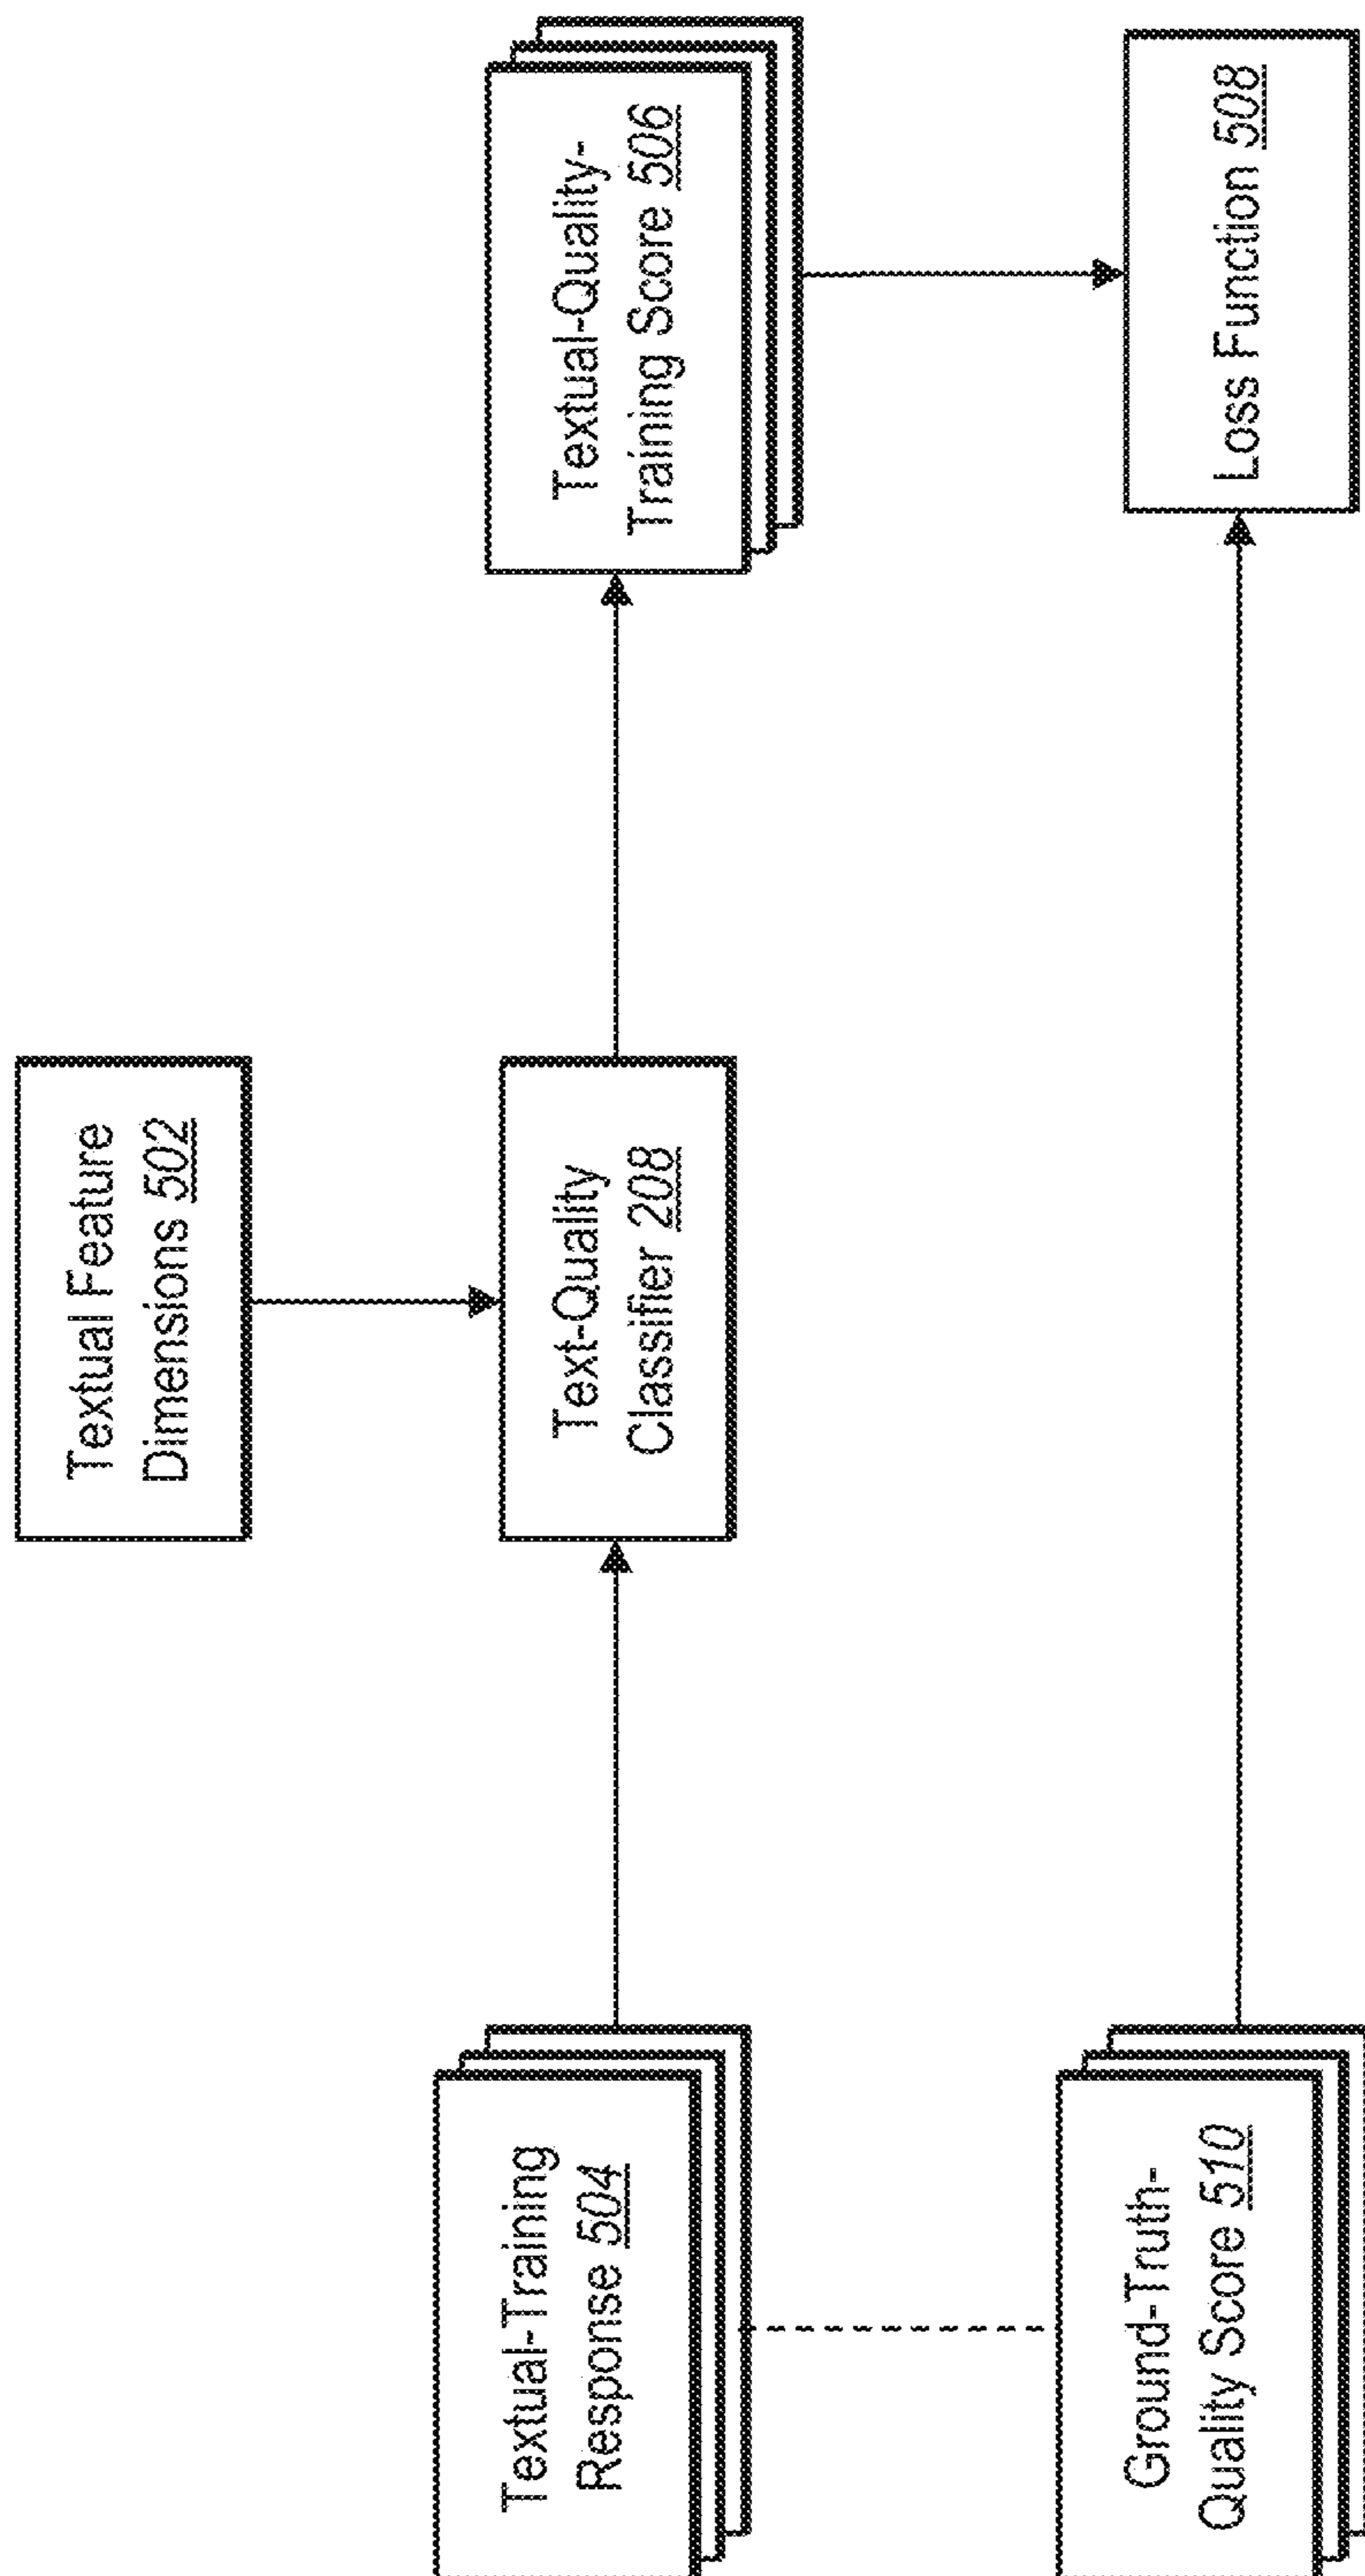 Textual Feature
Dimensions 502
Textual-Training
Response 504
Text-Quality
Classifier 208
Textual-Quality-
Training Score 506
Ground-Truth-
Quality Score 510
Loss Function 508